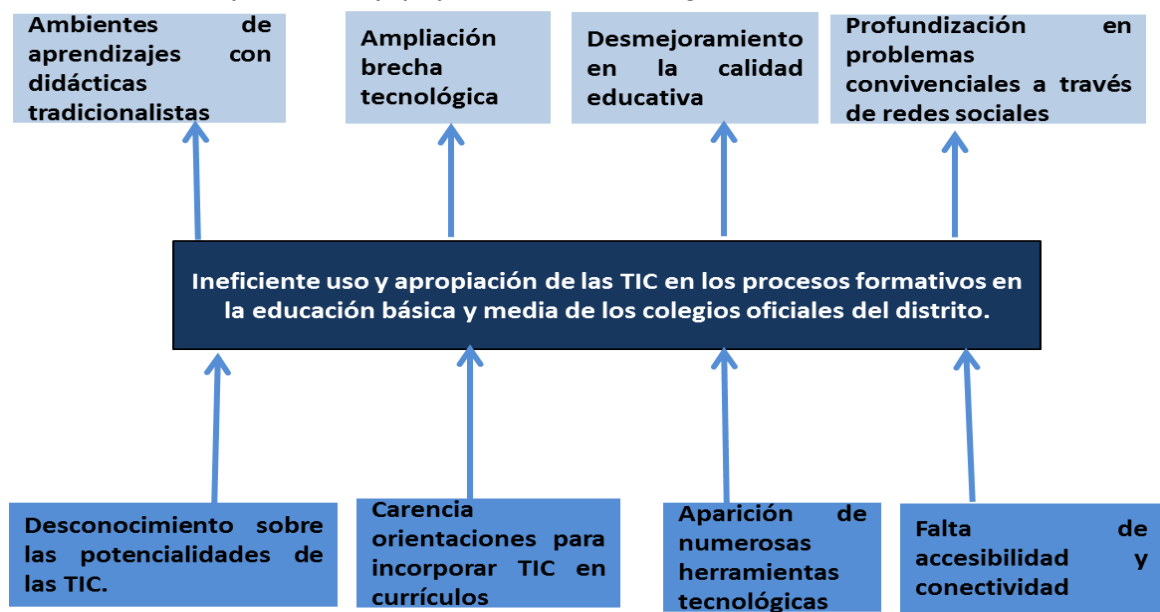 Ambientes de
aprendizajes con
didácticas
tradicionalistas
Ampliación
brecha
tecnológica
Desmejoramiento
en la calidad
educativa
Profundización en
problemas
convivenciales a través
de redes sociales
Ineficiente uso y apropiación de las TIC en los procesos formativos en
la educación básica y media de los colegios oficiales del distrito.
Desconocimiento sobre
las potencialidades de
las TIC.
Carencia
orientaciones para
incorporar TIC en
currículos
Aparición de
numerosas
herramientas
tecnológicas
Falta de
accesibilidad y
conectividad